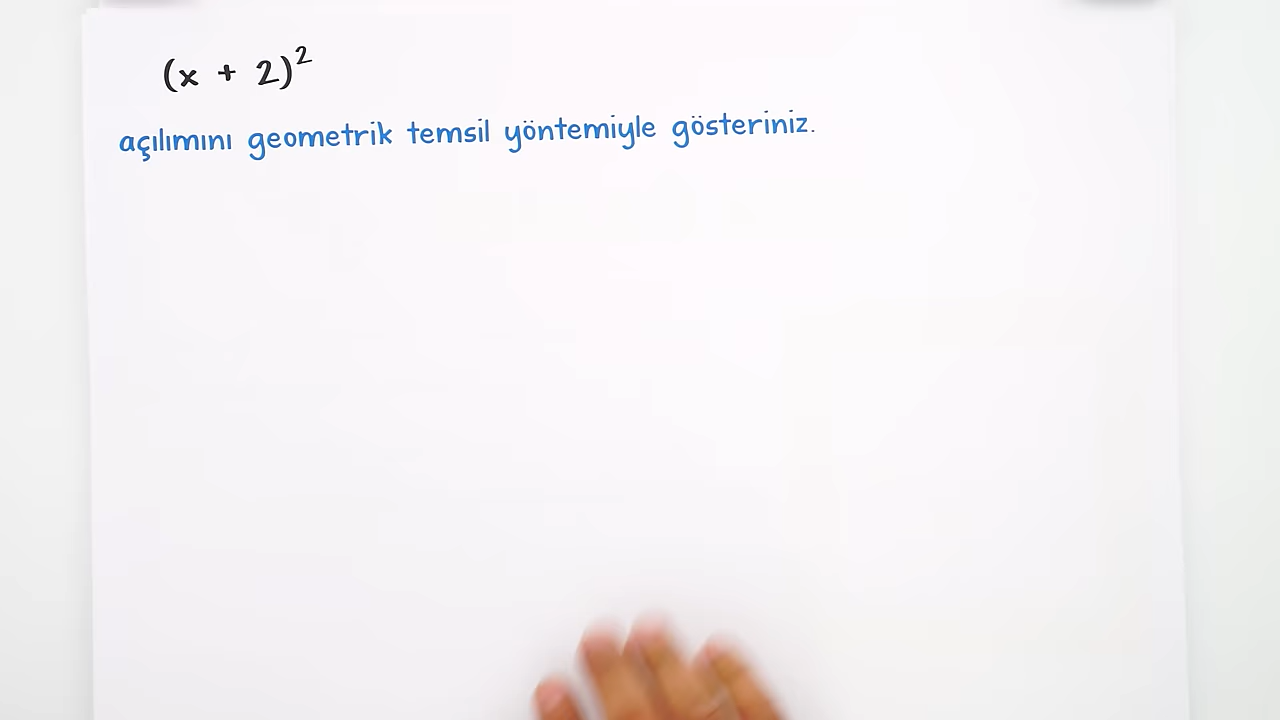 (x + 2)²
açılımını geometrik temsil yöntemiyle gösteriniz.